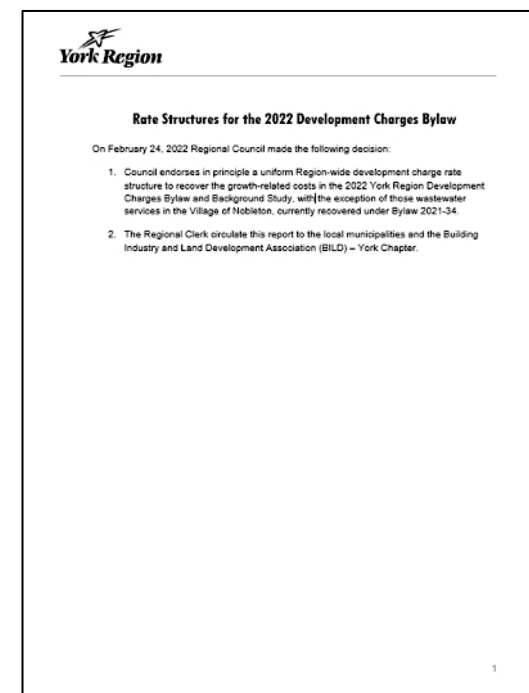 York Region
Rate Structures for the 2022 Development Charges Bylaw
On February 24, 2022 Regional Council made the following decision:
1. Council endorses in principle a uniform Region-wide development charge rate
structure to recover the growth-related costs in the 2022 York Region Development
Charges Bylaw and Background Study, with the exception of those wastewater
services in the Village of Nobleton, currently recovered under Bylaw 2021-34.
2. The Regional Clerk circulate this report to the local municipalities and the Building
Industry and Land Development Association (BILD) – York Chapter.
1